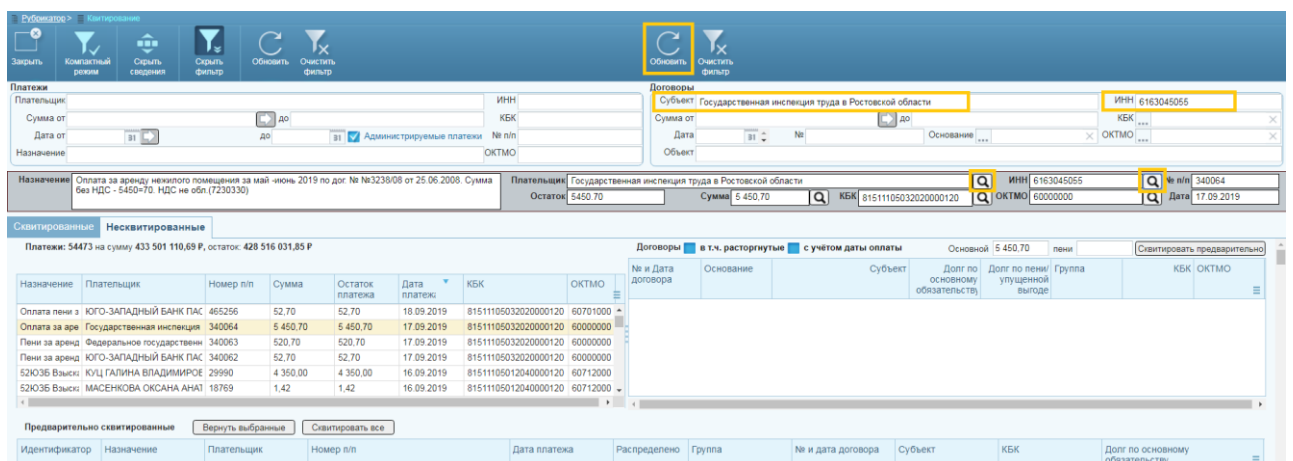 Рубрикатор > Квитирование
Закрыть Компактный режим Скрыть сведения Скрыть фильтр Обновить Очистить фильтр Обновить Очистить фильтр
Платежи Договоры
Плательщик ИНН Субъект Государственная инспекция труда в Ростовской области ИНН 6163045055
Сумма от до КБК Сумма от до КБК ...
Дата от 31 до 31 Администрируемые платежи № п/п Дата 31 № Основание ... ОКТМО ...
Назначение ОКТМО Объект
Назначение Оплата за аренду нежилого помещения за май -июнь 2019 по дог. № №3238/08 от 25.06.2008. Сумма Плательщик Государственная инспекция труда в Ростовской области ИНН 6163045055 № п/п 340064
без НДС - 5450=70. НДС не обл.(7230330) Остаток 5450.70 Сумма 5 450,70 КБК 81511105032020000120 ОКТМО 60000000 Дата 17.09.2019
Сквитированные Несквитированные
Платежи: 54473 на сумму 433 501 110,69 ₽, остаток: 428 516 031,85 ₽ Договоры в т.ч. расторгнутые с учётом даты оплаты Основной 5 450,70 пени Сквитировать предварительно
№ и Дата договора Основание Субъект Долг по основному обязательству Долг по пени/ упущенной выгоде Группа КБК ОКТМО
Назначение Плательщик Номер п/п Сумма Остаток платежа Дата платежа КБК ОКТМО
Оплата пени з ЮГО-ЗАПАДНЫЙ БАНК ПАС 465256 52,70 52,70 18.09.2019 81511105032020000120 60701000
Оплата за аре Государственная инспекция 340064 5 450,70 5 450,70 17.09.2019 81511105032020000120 60000000
Пени за аренд Федеральное государственн 340063 520,70 520,70 17.09.2019 81511105032020000120 60000000
Пени за аренд ЮГО-ЗАПАДНЫЙ БАНК ПАС 340062 52,70 52,70 17.09.2019 81511105032020000120 60000000
52ЮЗБ Взыска КУЦ ГАЛИНА ВЛАДИМИРОВ 29990 4 350,00 4 350,00 16.09.2019 81511105012040000120 60712000
52ЮЗБ Взыска МАСЕНКОВА ОКСАНА АНАТ 18769 1,42 1,42 16.09.2019 81511105012040000120 60712000
Предварительно сквитированные Вернуть выбранные Сквитировать все
Идентификатор Назначение Плательщик Номер п/п Дата платежа Распределено Группа № и дата договора Субъект КБК Долг по основному обязательству